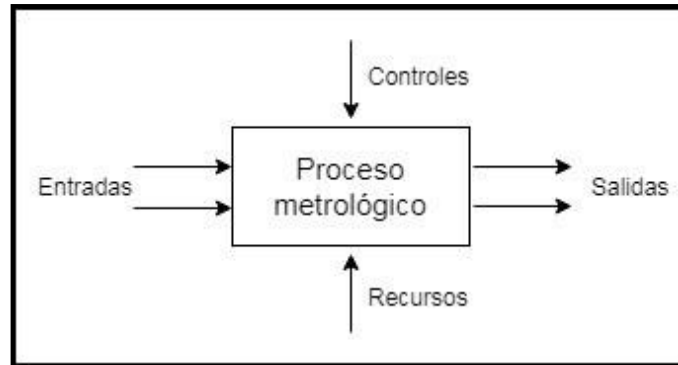 Controles
Entradas
Proceso
metrológico
Salidas
Recursos